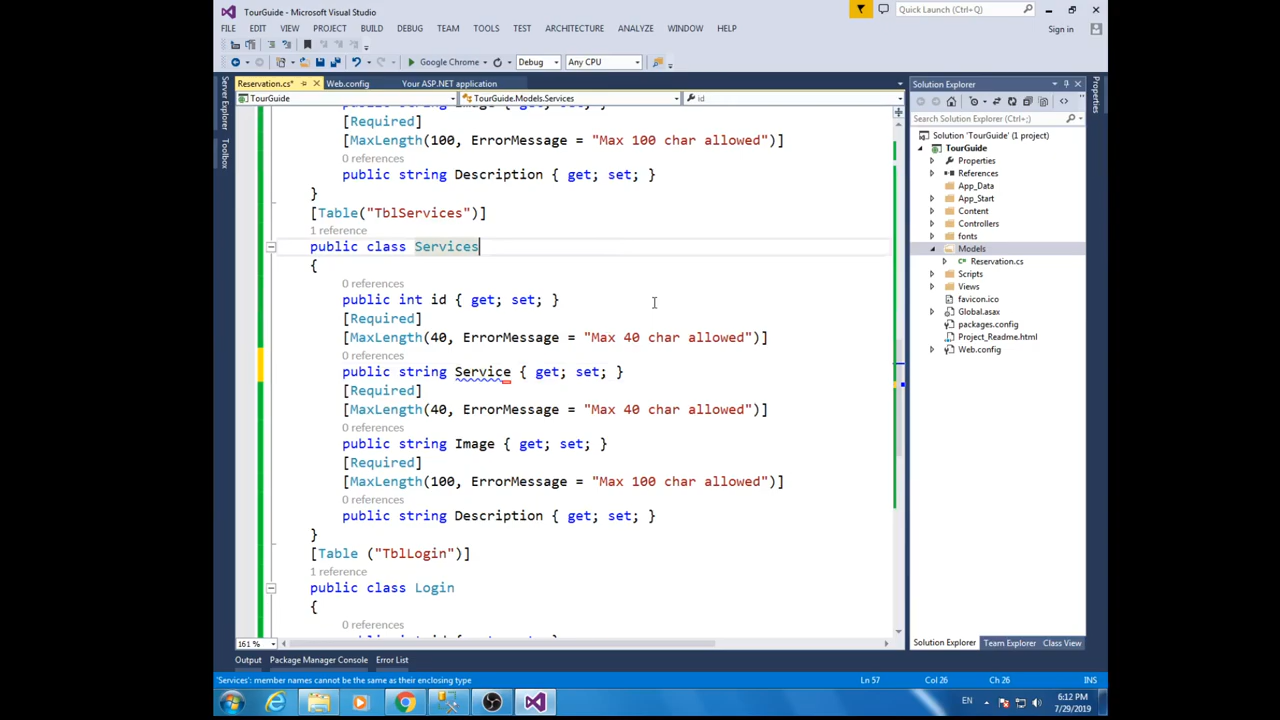 TourGuide - Microsoft Visual Studio
Quick Launch (Ctrl+Q)
FILE EDIT VIEW PROJECT BUILD DEBUG TEAM TOOLS TEST ARCHITECTURE ANALYZE WINDOW HELP
Sign in
Google Chrome Debug Any CPU
Reservation.cs* Web.config Your ASP.NET application
TourGuide TourGuide.Models.Services id
[Required]
[MaxLength(100, ErrorMessage = "Max 100 char allowed")]
0 references
public string Description { get; set; }
}
[Table("TblServices")]
1 reference
public class Services
{
0 references
public int id { get; set; }
[Required]
[MaxLength(40, ErrorMessage = "Max 40 char allowed")]
0 references
public string Service { get; set; }
[Required]
[MaxLength(40, ErrorMessage = "Max 40 char allowed")]
0 references
public string Image { get; set; }
[Required]
[MaxLength(100, ErrorMessage = "Max 100 char allowed")]
0 references
public string Description { get; set; }
}
[Table ("TblLogin")]
1 reference
public class Login
{
0 references
161 %
Server Explorer
Toolbox
Solution Explorer
Search Solution Explorer (Ctrl+;)
Solution 'TourGuide' (1 project)
TourGuide
Properties
References
App_Data
App_Start
Content
Controllers
fonts
Models
Reservation.cs
Scripts
Views
favicon.ico
Global.asax
packages.config
Project_Readme.html
Web.config
Properties
Solution Explorer Team Explorer Class View
Output Package Manager Console Error List
'Services': member names cannot be the same as their enclosing type Ln 57 Col 26 Ch 26 INS
EN
6:12 PM
7/29/2019